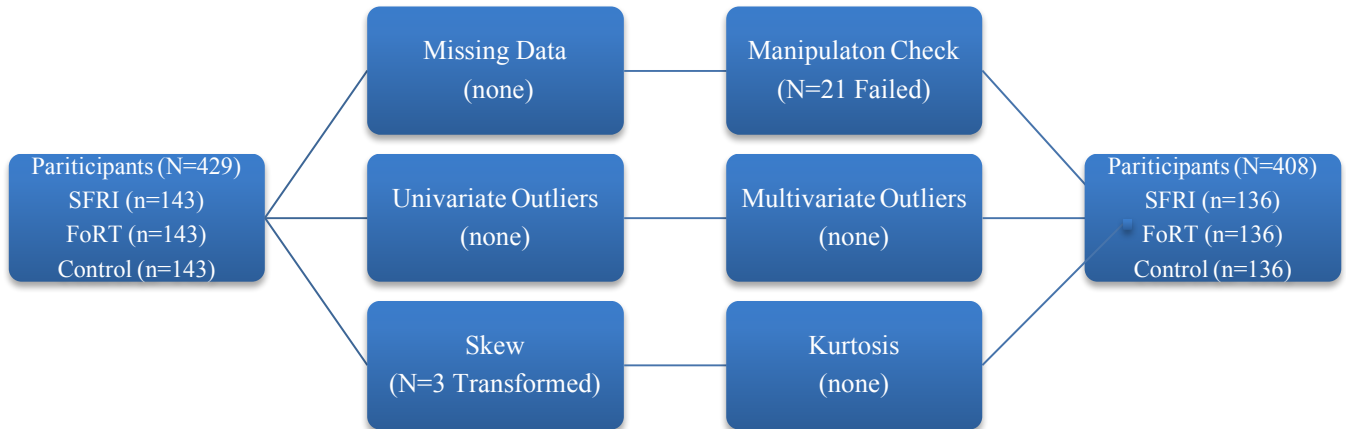 Pariticipants (N=429)
SFRI (n=143)
FoRT (n=143)
Control (n=143)
Missing Data
(none)
Manipulaton Check
(N=21 Failed)
Univariate Outliers
(none)
Multivariate Outliers
(none)
Skew
(N=3 Transformed)
Kurtosis
(none)
Pariticipants (N=408)
SFRI (n=136)
FoRT (n=136)
Control (n=136)